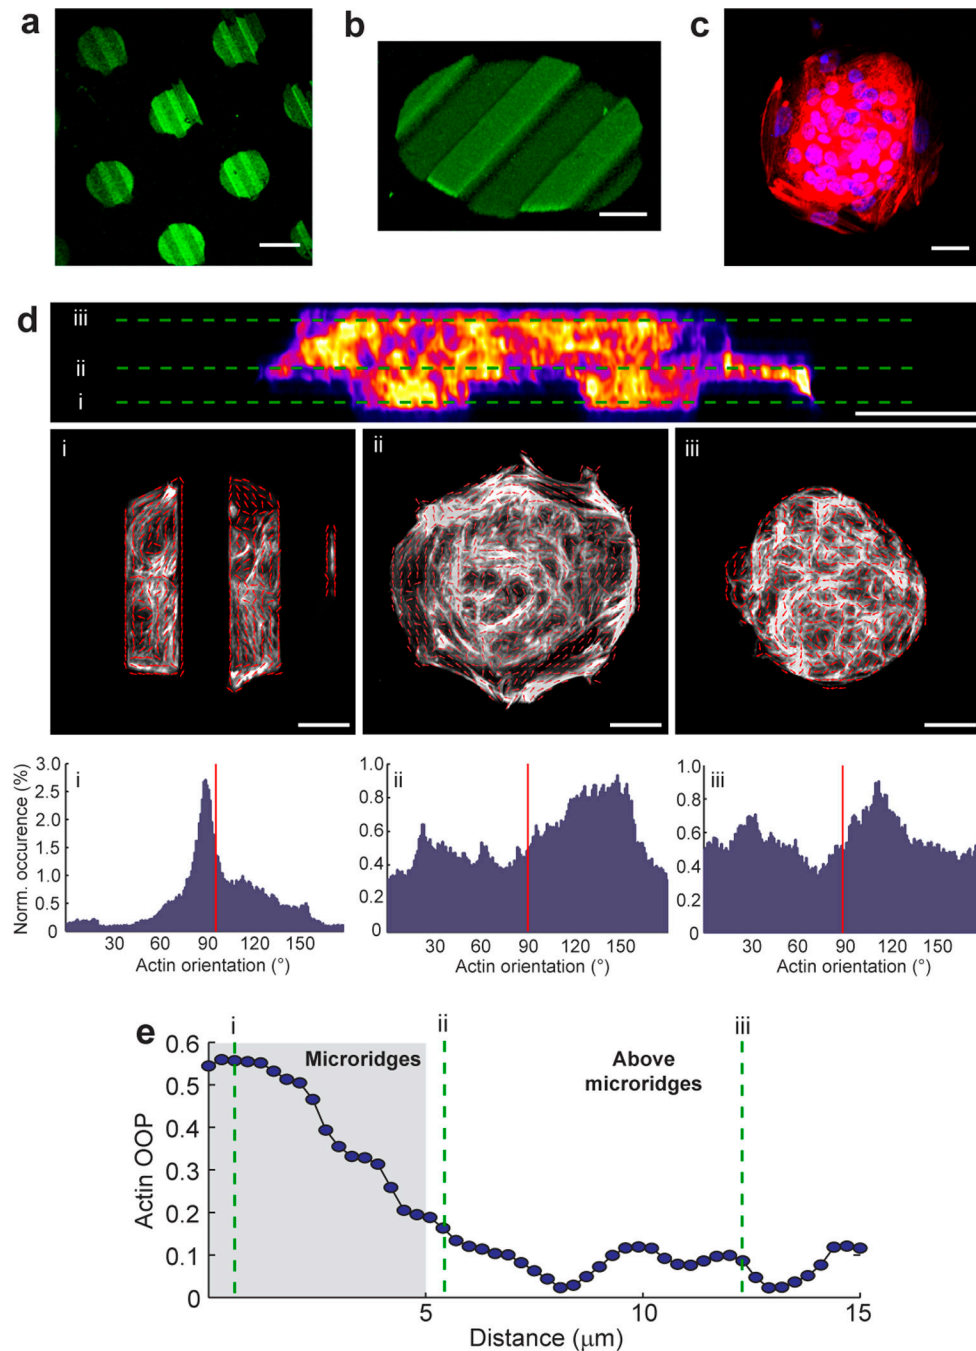 a
b
c
d
iii
ii
i
i
ii
iii
Norm. occurence (%)
3.0
2.5
2.0
1.5
1.0
0.5
0
i
30 60 90 120 150
Actin orientation (°)
1.0
0.8
0.6
0.4
0.2
0
ii
30 60 90 120 150
Actin orientation (°)
1.0
0.8
0.6
0.4
0.2
0
iii
30 60 90 120 150
Actin orientation (°)
e
i
ii
iii
Microridges
Above
microridges
Actin OOP
0.6
0.5
0.4
0.3
0.2
0.1
0
5 10 15
Distance (μm)